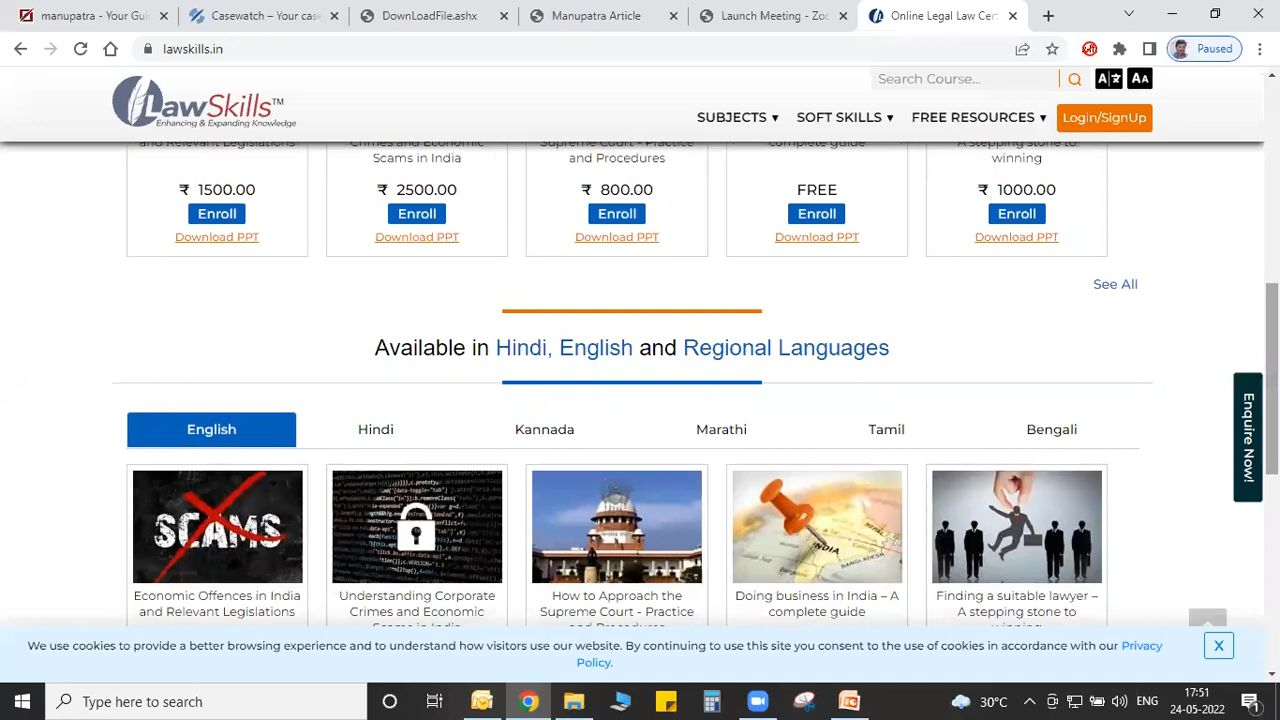 manupatra - Your Gui
Casewatch – Your case
DownLoadFile.ashx
Manupatra Article
Launch Meeting - Zoo
Online Legal Law Cer
lawskills.in
Paused
LawSkills™
Enhancing & Expanding Knowledge
Search Course...
SUBJECTS ▼
SOFT SKILLS ▼
FREE RESOURCES ▼
Login/SignUp
and Relevant Legislations
Crimes and Economic
Scams in India
Supreme Court - Practice
and Procedures
complete guide
A stepping stone to
winning
₹ 1500.00
₹ 2500.00
₹ 800.00
FREE
₹ 1000.00
Enroll
Enroll
Enroll
Enroll
Enroll
Download PPT
Download PPT
Download PPT
Download PPT
Download PPT
See All
Available in Hindi, English and Regional Languages
Enquire Now!
English
Hindi
Kannada
Marathi
Tamil
Bengali
SCAMS
INDIA
Economic Offences in India
and Relevant Legislations
Understanding Corporate
Crimes and Economic
Scams in India
How to Approach the
Supreme Court - Practice
and Procedures
Doing business in India – A
complete guide
Finding a suitable lawyer –
A stepping stone to
winning
We use cookies to provide a better browsing experience and to understand how visitors use our website. By continuing to use this site you consent to the use of cookies in accordance with our Privacy
Policy.
X
Type here to search
30°C
ENG
17:51
24-05-2022